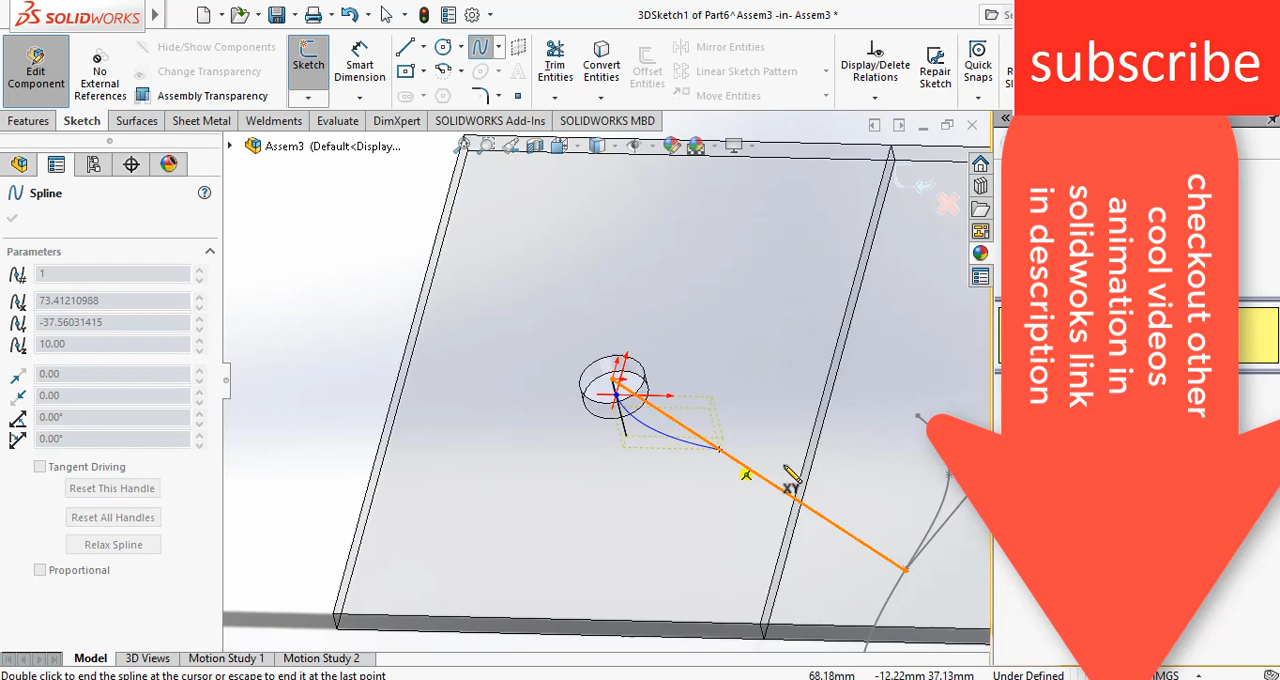 SOLIDWORKS
3DSketch1 of Part6^Assem3 -in- Assem3 *
subscribe
Edit
Component
No
External
References
Hide/Show Components
Change Transparency
Assembly Transparency
Sketch
Smart
Dimension
Trim
Entities
Convert
Entities
Offset
Entities
Mirror Entities
Linear Sketch Pattern
Move Entities
Display/Delete
Relations
Repair
Sketch
Quick
Snaps
Features
Sketch
Surfaces
Sheet Metal
Weldments
Evaluate
DimXpert
SOLIDWORKS Add-Ins
SOLIDWORKS MBD
Assem3 (Default<Display...
Spline
Parameters
1
73.41210988
-37.56031415
10.00
0.00
0.00
0.00°
0.00°
Tangent Driving
Reset This Handle
Reset All Handles
Relax Spline
Proportional
XY
checkout other
cool videos
animation in
solidwoks link
in description
Model
3D Views
Motion Study 1
Motion Study 2
Double click to end the spline at the cursor or escape to end it at the last point
68.18mm
-12.22mm 37.13mm
Under Defined